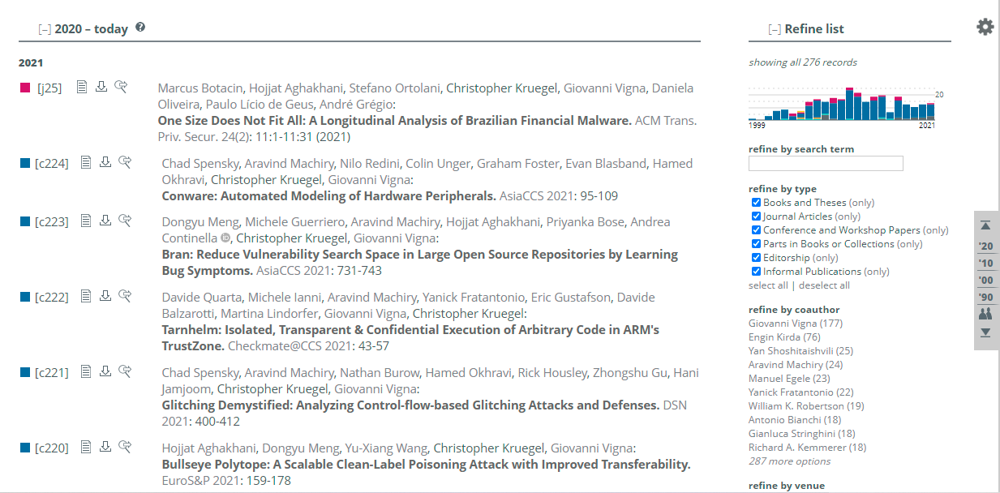 [–] 2020 – today ?
2021
[j25]
Marcus Botacin, Hojjat Aghakhani, Stefano Ortolani, Christopher Kruegel, Giovanni Vigna, Daniela
Oliveira, Paulo Lício de Geus, André Grégio:
One Size Does Not Fit All: A Longitudinal Analysis of Brazilian Financial Malware. ACM Trans.
Priv. Secur. 24(2): 11:1-11:31 (2021)
[c224]
Chad Spensky, Aravind Machiry, Nilo Redini, Colin Unger, Graham Foster, Evan Blasband, Hamed
Okhravi, Christopher Kruegel, Giovanni Vigna:
Conware: Automated Modeling of Hardware Peripherals. AsiaCCS 2021: 95-109
[c223]
Dongyu Meng, Michele Guerriero, Aravind Machiry, Hojjat Aghakhani, Priyanka Bose, Andrea
Continella iD, Christopher Kruegel, Giovanni Vigna:
Bran: Reduce Vulnerability Search Space in Large Open Source Repositories by Learning
Bug Symptoms. AsiaCCS 2021: 731-743
[c222]
Davide Quarta, Michele Ianni, Aravind Machiry, Yanick Fratantonio, Eric Gustafson, Davide
Balzarotti, Martina Lindorfer, Giovanni Vigna, Christopher Kruegel:
Tarnhelm: Isolated, Transparent & Confidential Execution of Arbitrary Code in ARM's
TrustZone. Checkmate@CCS 2021: 43-57
[c221]
Chad Spensky, Aravind Machiry, Nathan Burow, Hamed Okhravi, Rick Housley, Zhongshu Gu, Hani
Jamjoom, Christopher Kruegel, Giovanni Vigna:
Glitching Demystified: Analyzing Control-flow-based Glitching Attacks and Defenses. DSN
2021: 400-412
[c220]
Hojjat Aghakhani, Dongyu Meng, Yu-Xiang Wang, Christopher Kruegel, Giovanni Vigna:
Bullseye Polytope: A Scalable Clean-Label Poisoning Attack with Improved Transferability.
EuroS&P 2021: 159-178
[–] Refine list
showing all 276 records
20
1999 2021
refine by search term
refine by type
Books and Theses (only)
Journal Articles (only)
Conference and Workshop Papers (only)
Parts in Books or Collections (only)
Editorship (only)
Informal Publications (only)
select all | deselect all
refine by coauthor
Giovanni Vigna (177)
Engin Kirda (76)
Yan Shoshitaishvili (25)
Aravind Machiry (24)
Manuel Egele (23)
Yanick Fratantonio (22)
William K. Robertson (19)
Antonio Bianchi (18)
Gianluca Stringhini (18)
Richard A. Kemmerer (18)
287 more options
refine by venue
'20
'10
'00
'90